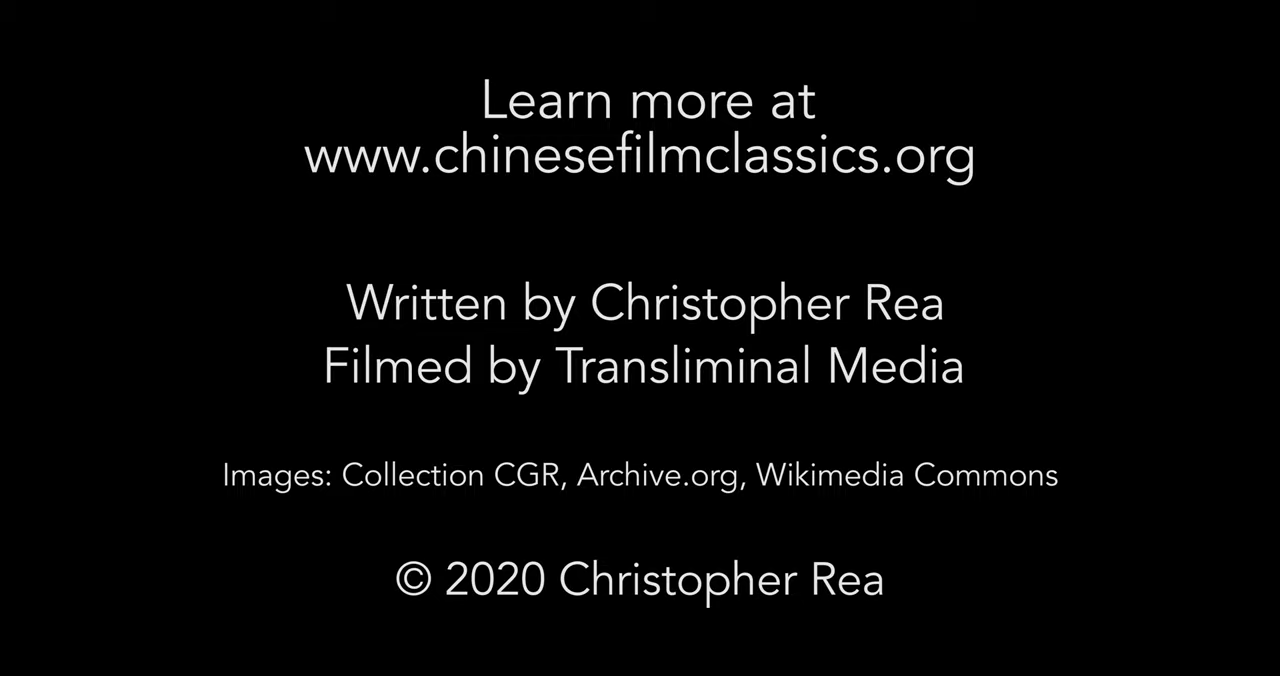 Learn more at
www.chinesefilmclassics.org
Written by Christopher Rea
Filmed by Transliminal Media
Images: Collection CGR, Archive.org, Wikimedia Commons
© 2020 Christopher Rea